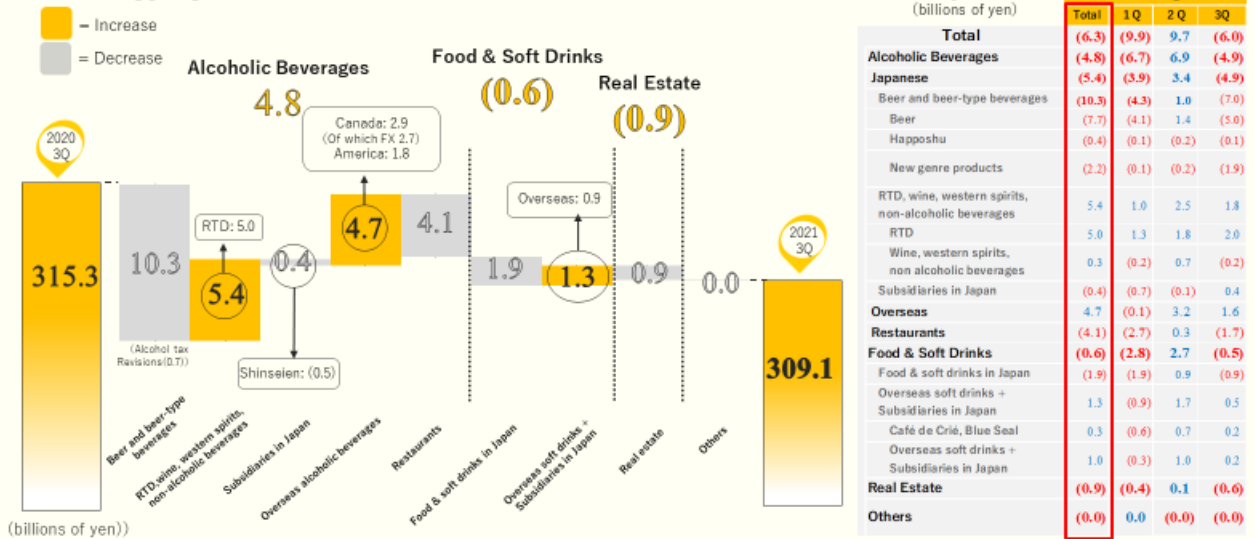 = Increase
= Decrease
Alcoholic Beverages
4.8
Food & Soft Drinks
(0.6)
Real Estate
(0.9)
Canada: 2.9
(Of which FX 2.7)
America: 1.8
2020
3Q
315.3
10.3
(Alcohol tax
Revisions(0.7))
RTD: 5.0
5.4
0.4
Shinseien: (0.5)
4.7
4.1
1.9
Overseas: 0.9
1.3
0.9
0.0
2021
3Q
309.1
Beer and beer-type
beverages
RTD,wine, western spirits,
non-alcoholic beverages
Subsidiaries in Japan
Overseas alcoholic beverages
Restaurants
Food & soft drinks in Japan
Overseas soft drinks +
Subsidiaries in Japan
Real estate
Others
(billions of yen))
(billions of yen)
Total 1Q 2Q 3Q
Total (6.3) (9.9) 9.7 (6.0)
Alcoholic Beverages (4.8) (6.7) 6.9 (4.9)
Japanese (5.4) (3.9) 3.4 (4.9)
Beer and beer-type beverages (10.3) (4.3) 1.0 (7.0)
Beer (7.7) (4.1) 1.4 (5.0)
Happoshu (0.4) (0.1) (0.2) (0.1)
New genre products (2.2) (0.1) (0.2) (1.9)
RTD, wine, western spirits,
non-alcoholic beverages 5.4 1.0 2.5 1.8
RTD 5.0 1.3 1.8 2.0
Wine, western spirits,
non alcoholic beverages 0.3 (0.2) 0.7 (0.2)
Subsidiaries in Japan (0.4) (0.7) (0.1) 0.4
Overseas 4.7 (0.1) 3.2 1.6
Restaurants (4.1) (2.7) 0.3 (1.7)
Food & Soft Drinks (0.6) (2.8) 2.7 (0.5)
Food & soft drinks in Japan (1.9) (1.9) 0.9 (0.9)
Overseas soft drinks +
Subsidiaries in Japan 1.3 (0.9) 1.7 0.5
Café de Crié, Blue Seal 0.3 (0.6) 0.7 0.2
Overseas soft drinks +
Subsidiaries in Japan 1.0 (0.3) 1.0 0.2
Real Estate (0.9) (0.4) 0.1 (0.6)
Others (0.0) 0.0 (0.0) (0.0)